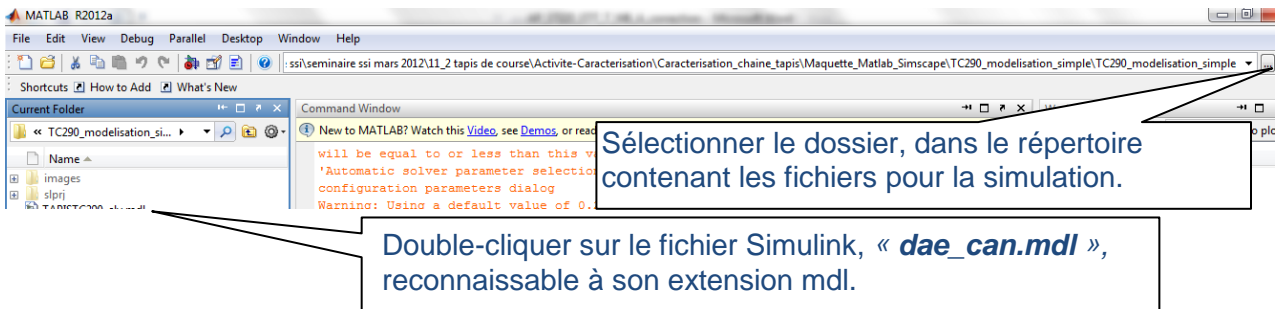 MATLAB R2012a
File Edit View Debug Parallel Desktop Window Help
ssi\seminaire ssi mars 2012\11_2 tapis de course\Activite-Caracterisation\Caracterisation_chaine_tapis\Maquette_Matlab_Simscape\TC290_modelisation_simple\TC290_modelisation_simple
Shortcuts How to Add What's New
Current Folder
Command Window
« TC290_modelisation_si...
New to MATLAB? Watch this Video, see Demos, or read
Name
will be equal to or less than this
'Automatic solver parameter selection
images
configuration parameters dialog
slprj
Warning: Using a default value of 0.
Sélectionner le dossier, dans le répertoire
contenant les fichiers pour la simulation.
Double-cliquer sur le fichier Simulink, « dae_can.mdl »,
reconnaissable à son extension mdl.